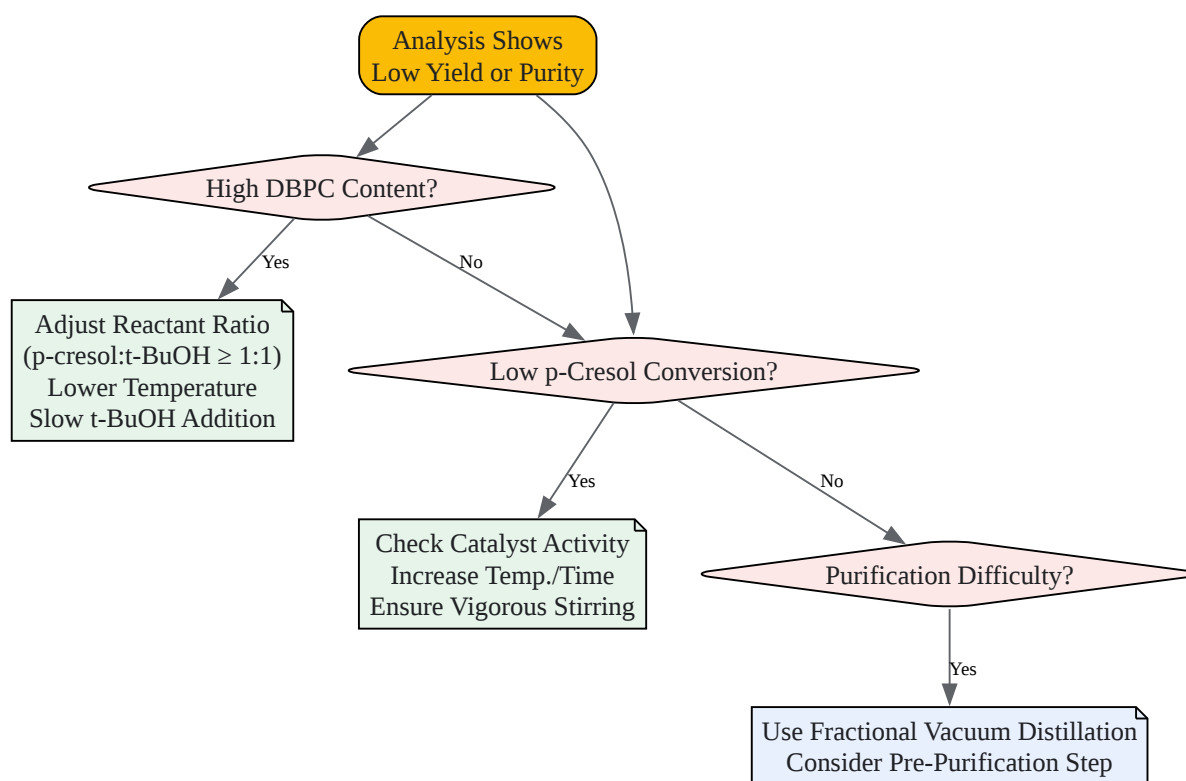 Analysis Shows
Low Yield or Purity
High DBPC Content?
Yes
No
Adjust Reactant Ratio
(p-cresol:t-BuOH ≥ 1:1)
Lower Temperature
Slow t-BuOH Addition
Low p-Cresol Conversion?
Yes
No
Check Catalyst Activity
Increase Temp./Time
Ensure Vigorous Stirring
Purification Difficulty?
Yes
Use Fractional Vacuum Distillation
Consider Pre-Purification Step